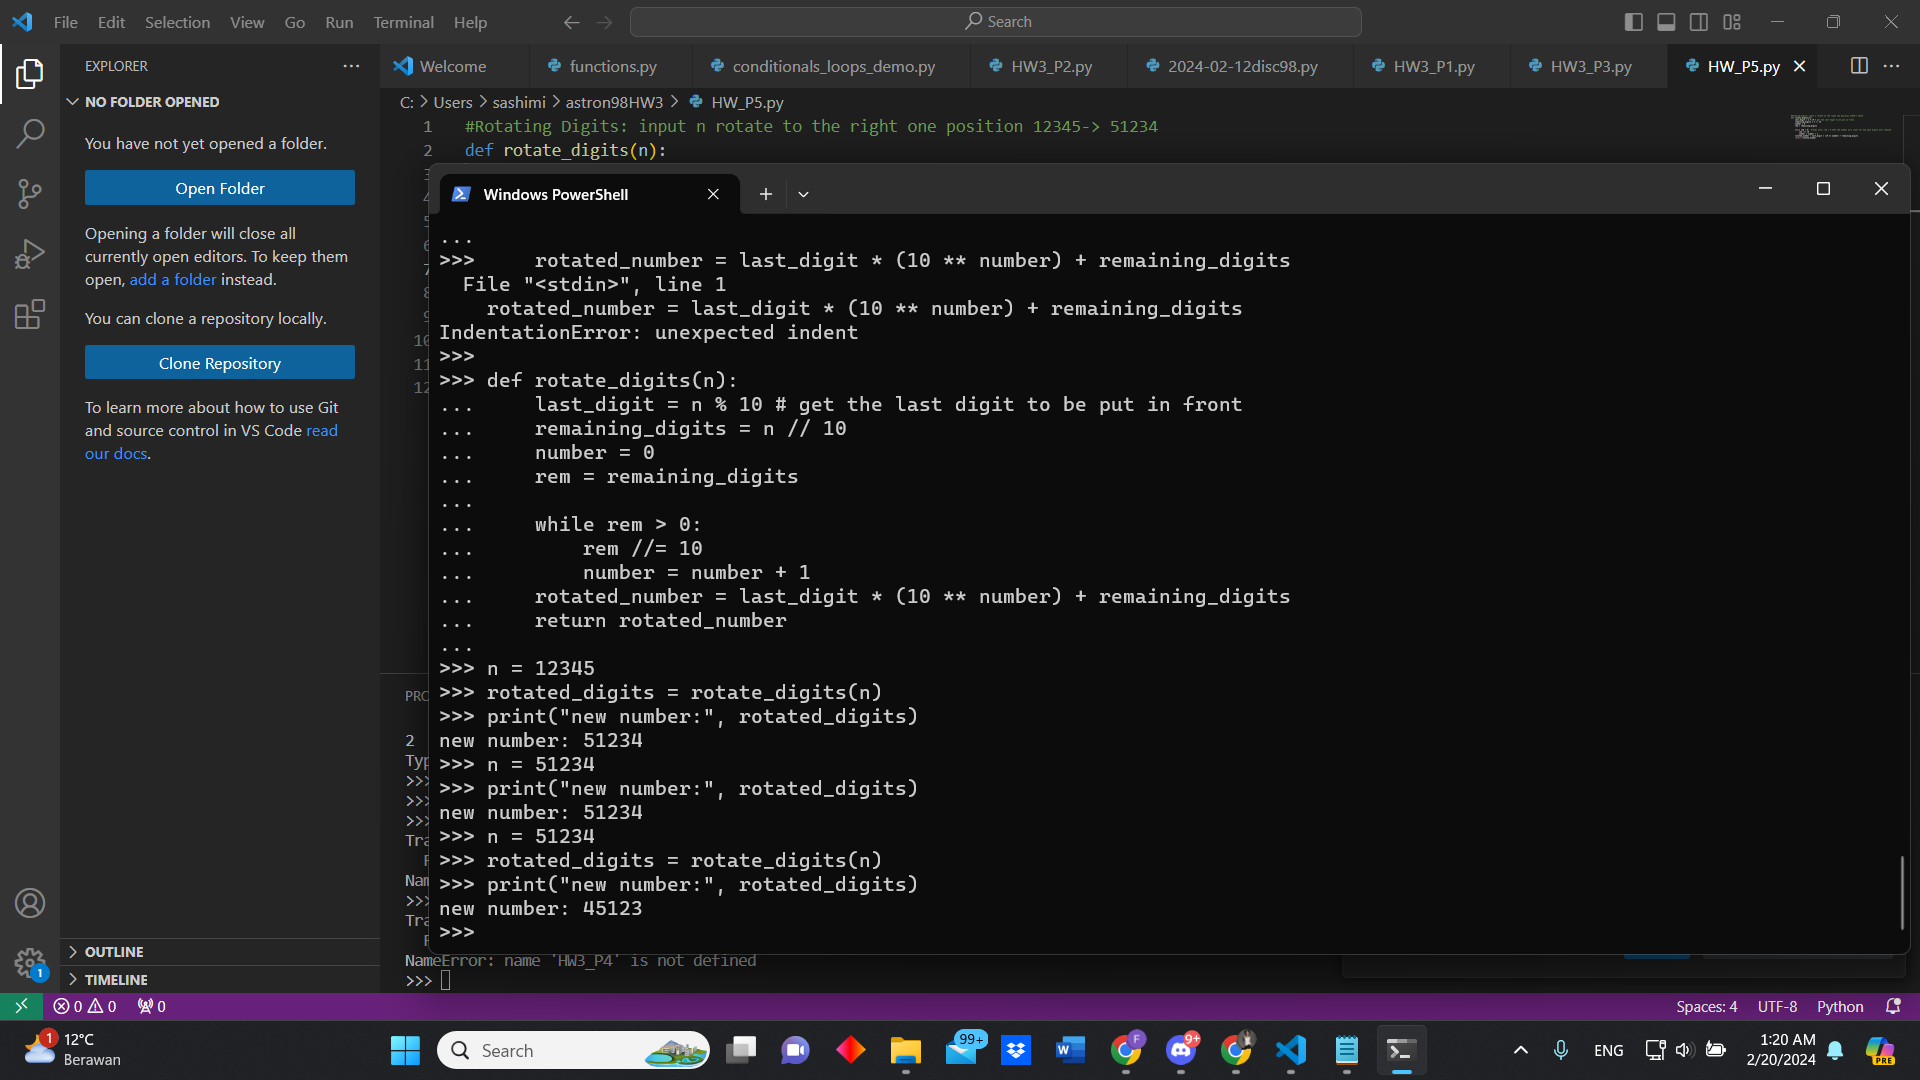 File Edit Selection View Go Run Terminal Help
Search
EXPLORER
Welcome functions.py conditionals_loops_demo.py HW3_P2.py 2024-02-12disc98.py HW3_P1.py HW3_P3.py HW_P5.py
NO FOLDER OPENED
You have not yet opened a folder.
Open Folder
Opening a folder will close all
currently open editors. To keep them
open, add a folder instead.
You can clone a repository locally.
Clone Repository
To learn more about how to use Git
and source control in VS Code read
our docs.
OUTLINE
TIMELINE
C: > Users > sashimi > astron98HW3 > HW_P5.py
1 #Rotating Digits: input n rotate to the right one position 12345-> 51234
2 def rotate_digits(n):
10
11
12
Windows PowerShell
...
>>>     rotated_number = last_digit * (10 ** number) + remaining_digits
  File "<stdin>", line 1
    rotated_number = last_digit * (10 ** number) + remaining_digits
IndentationError: unexpected indent
>>>
>>> def rotate_digits(n):
...     last_digit = n % 10 # get the last digit to be put in front
...     remaining_digits = n // 10
...     number = 0
...     rem = remaining_digits
...
...     while rem > 0:
...         rem //= 10
...         number = number + 1
...     rotated_number = last_digit * (10 ** number) + remaining_digits
...     return rotated_number
...
>>> n = 12345
>>> rotated_digits = rotate_digits(n)
>>> print("new number:", rotated_digits)
new number: 51234
>>> n = 51234
>>> print("new number:", rotated_digits)
new number: 51234
>>> n = 51234
>>> rotated_digits = rotate_digits(n)
>>> print("new number:", rotated_digits)
new number: 45123
>>>
PRO
2
Typ
>>>
>>>
>>>
Tra
F
Nam
>>>
Tra
F
NameError: name 'HW3_P4' is not defined
>>>
1
0 0 0
Spaces: 4 UTF-8 Python
1
12°C
Berawan
Search
99+
F
9+
ENG
1:20 AM
2/20/2024
PRE